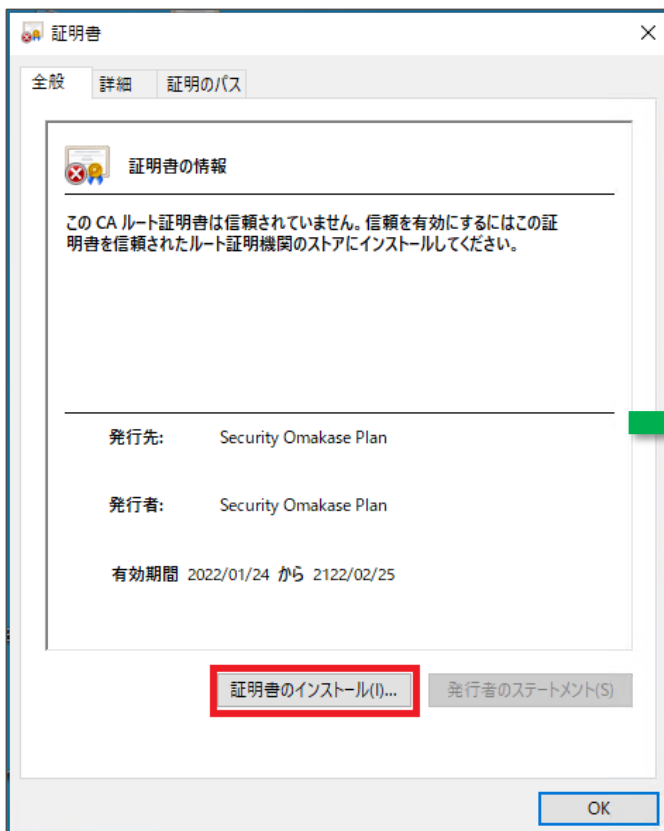 証明書
全般
詳細
証明のパス
証明書の情報
この CA ルート証明書は信頼されていません。信頼を有効にするにはこの証
明書を信頼されたルート証明機関のストアにインストールしてください。
発行先: Security Omakase Plan
発行者: Security Omakase Plan
有効期間 2022/01/24 から 2122/02/25
証明書のインストール(I)...
発行者のステートメント(S)
OK